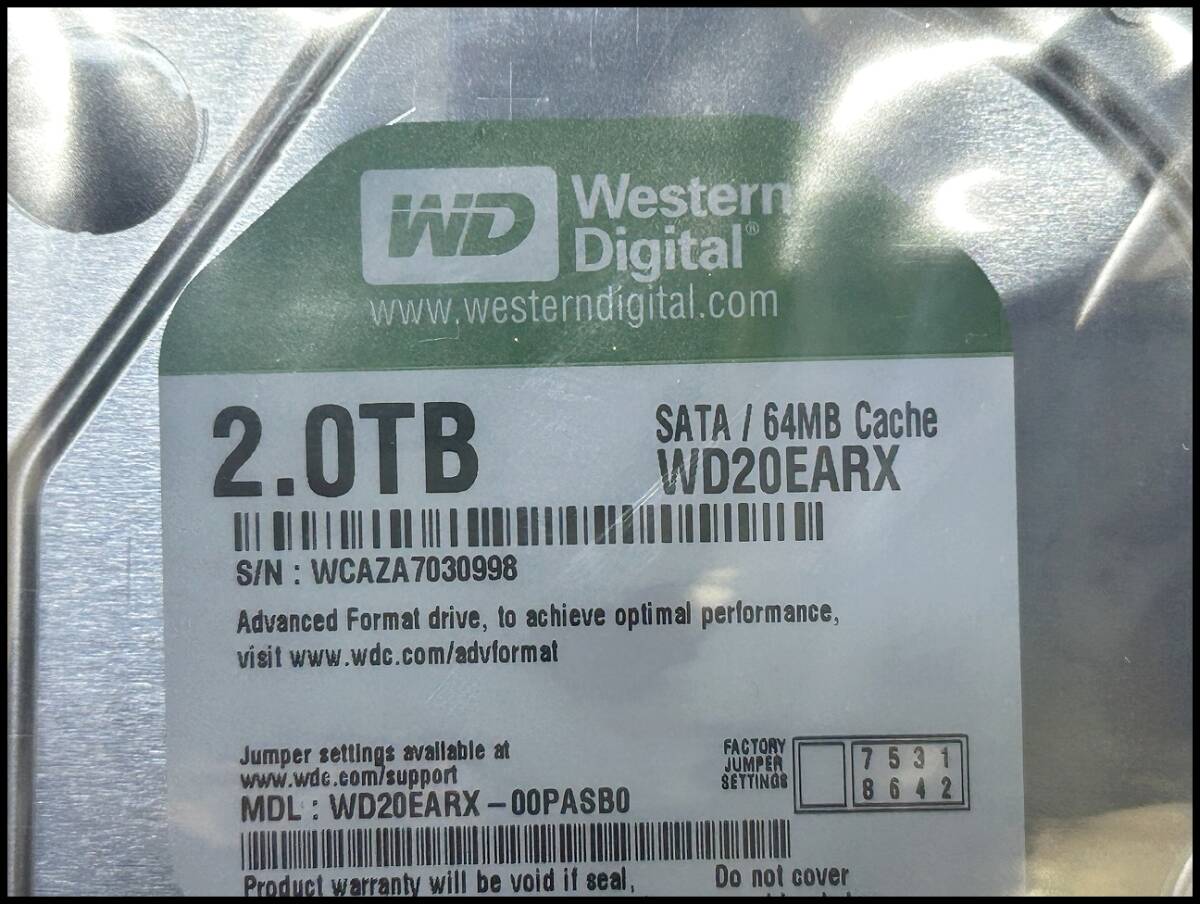 WD Western
Digital®
www.westerndigital.com
2.0TB
SATA / 64MB Cache
WD20EARX
S/N : WCAZA7030998
Advanced Format drive, to achieve optimal performance,
visit www.wdc.com/advformat
Jumper settings available at
www.wdc.com/support
MDL : WD20EARX -00PASB0
FACTORY
JUMPER
SETTINGS
7 5 3 1
8 6 4 2
Product warranty will be void if seal,
Do not cover